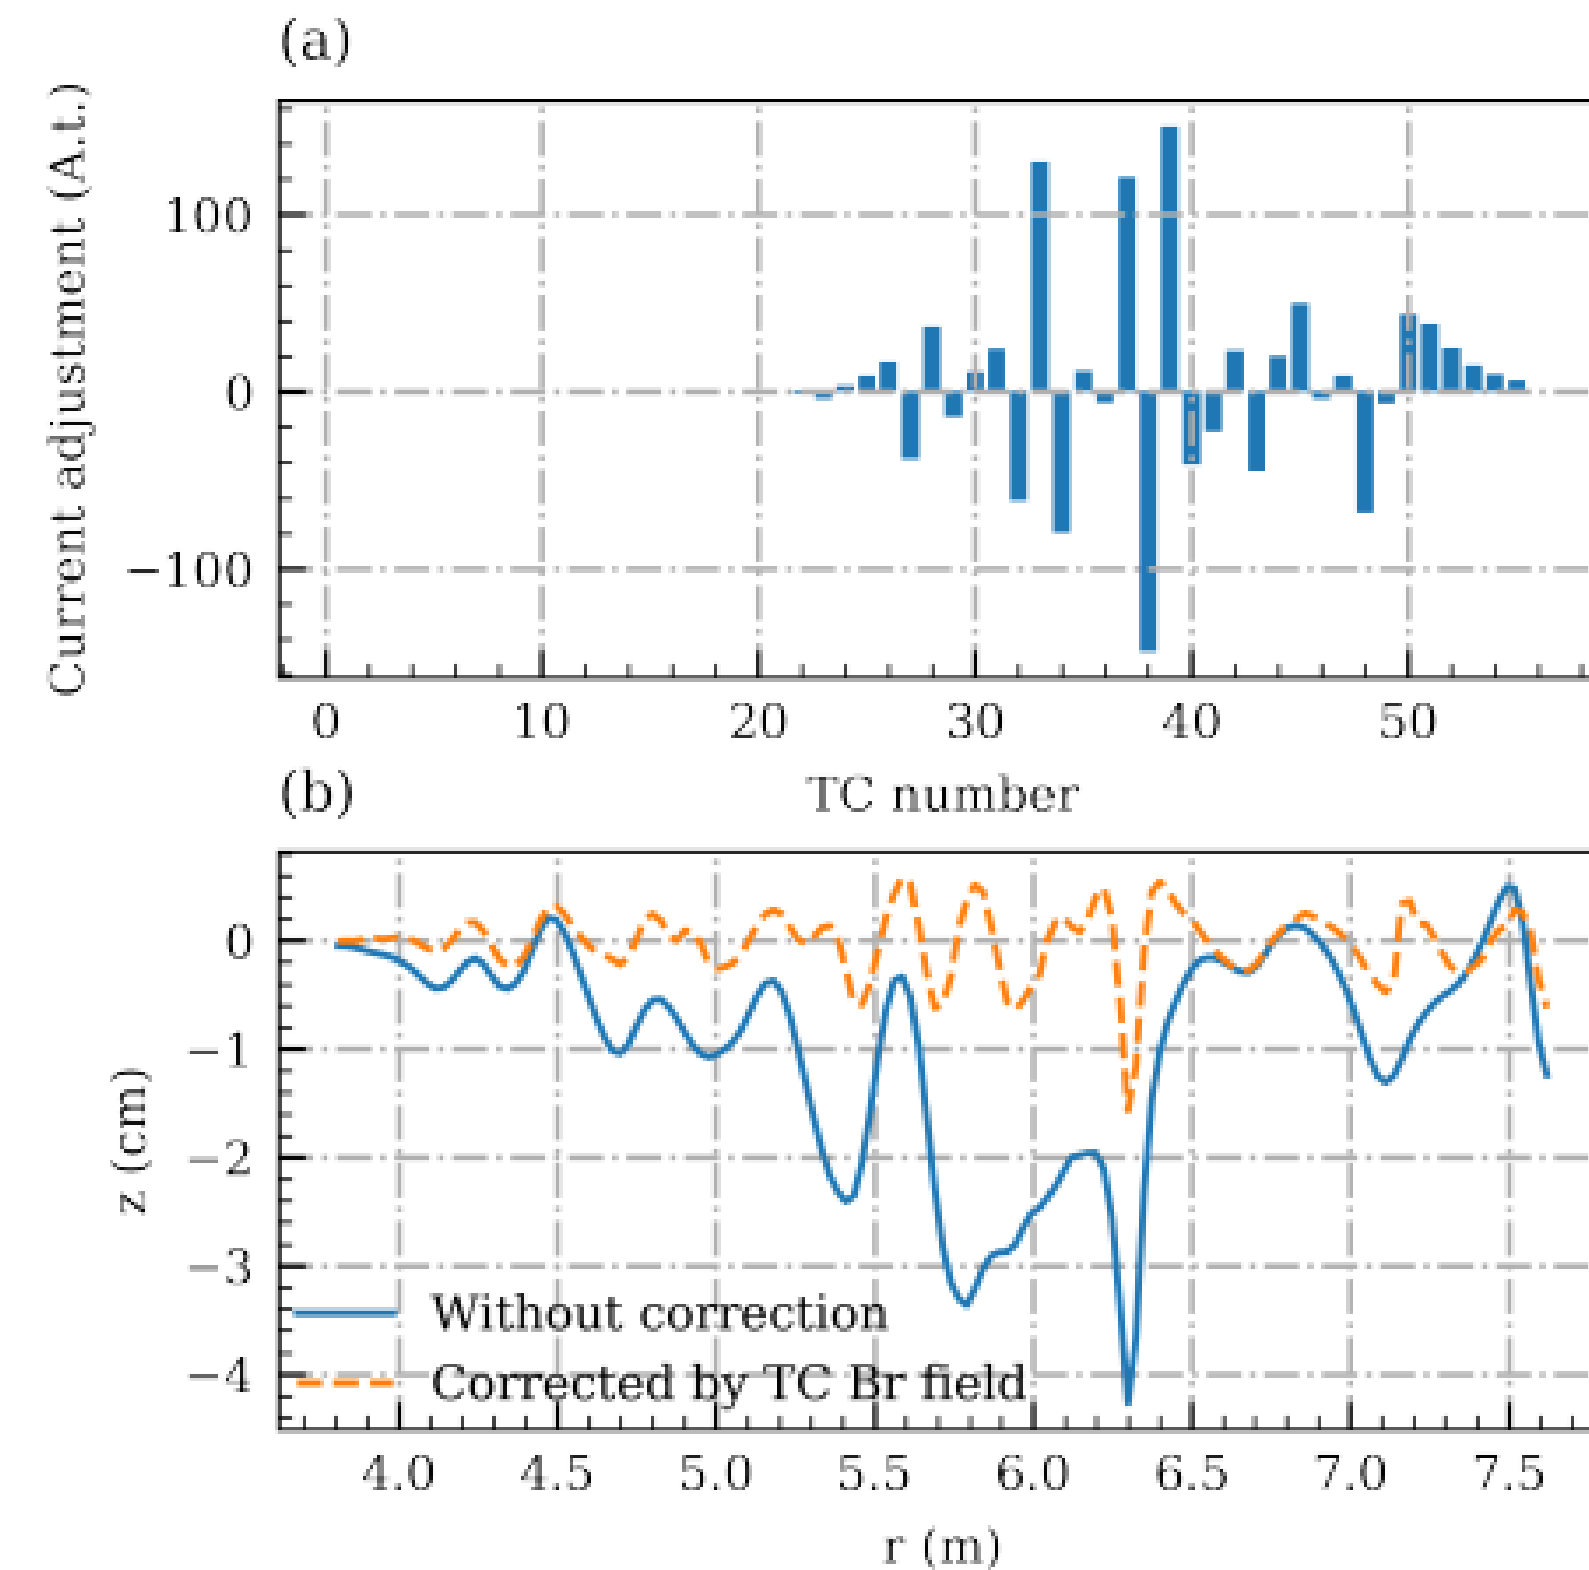 (a)
Current adjustment (A.t.)
100
0
−100
0 10 20 30 40 50
TC number
(b)
z (cm)
0
−1
−2
−3
−4
Without correction
Corrected by TC Br field
4.0 4.5 5.0 5.5 6.0 6.5 7.0 7.5
r (m)